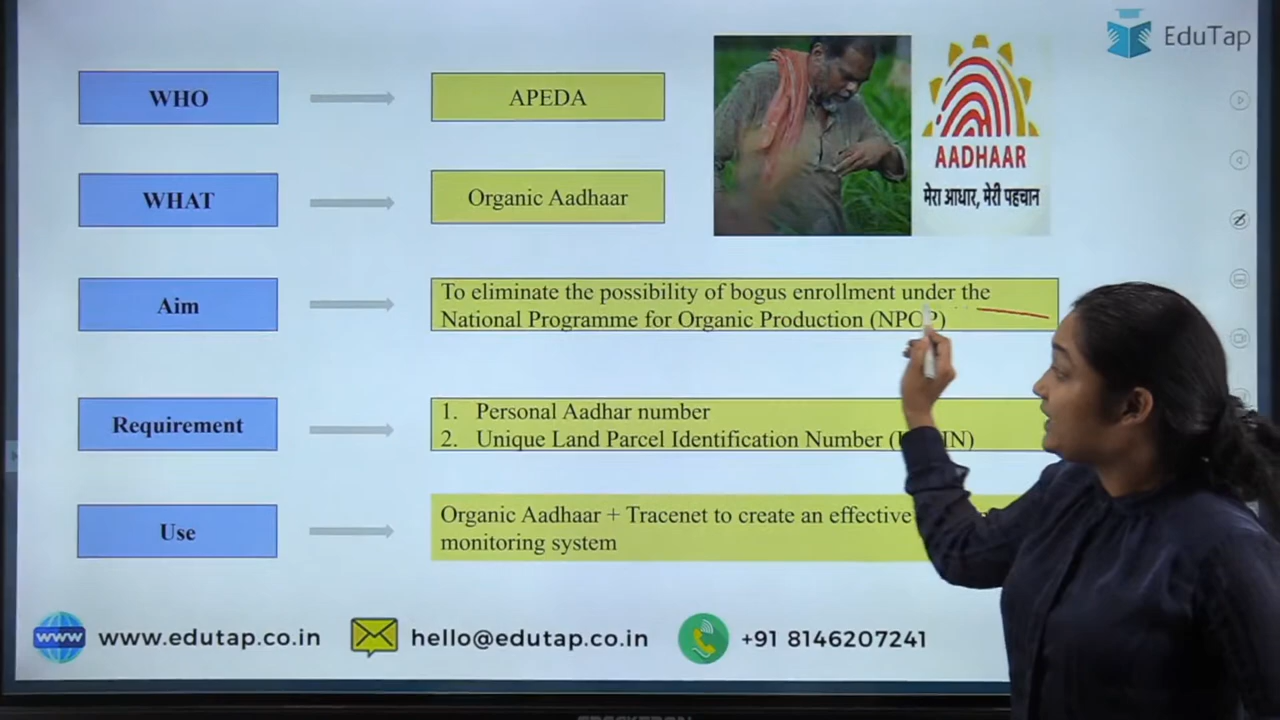 EduTap
WHO
APEDA
AADHAAR
मेरा आधार, मेरी पहचान
WHAT
Organic Aadhaar
Aim
To eliminate the possibility of bogus enrollment under the
National Programme for Organic Production (NPOP)
Requirement
1. Personal Aadhar number
2. Unique Land Parcel Identification Number
Use
Organic Aadhaar + Tracenet to create an effective
monitoring system
www
www.edutap.co.in
hello@edutap.co.in
+91 8146207241